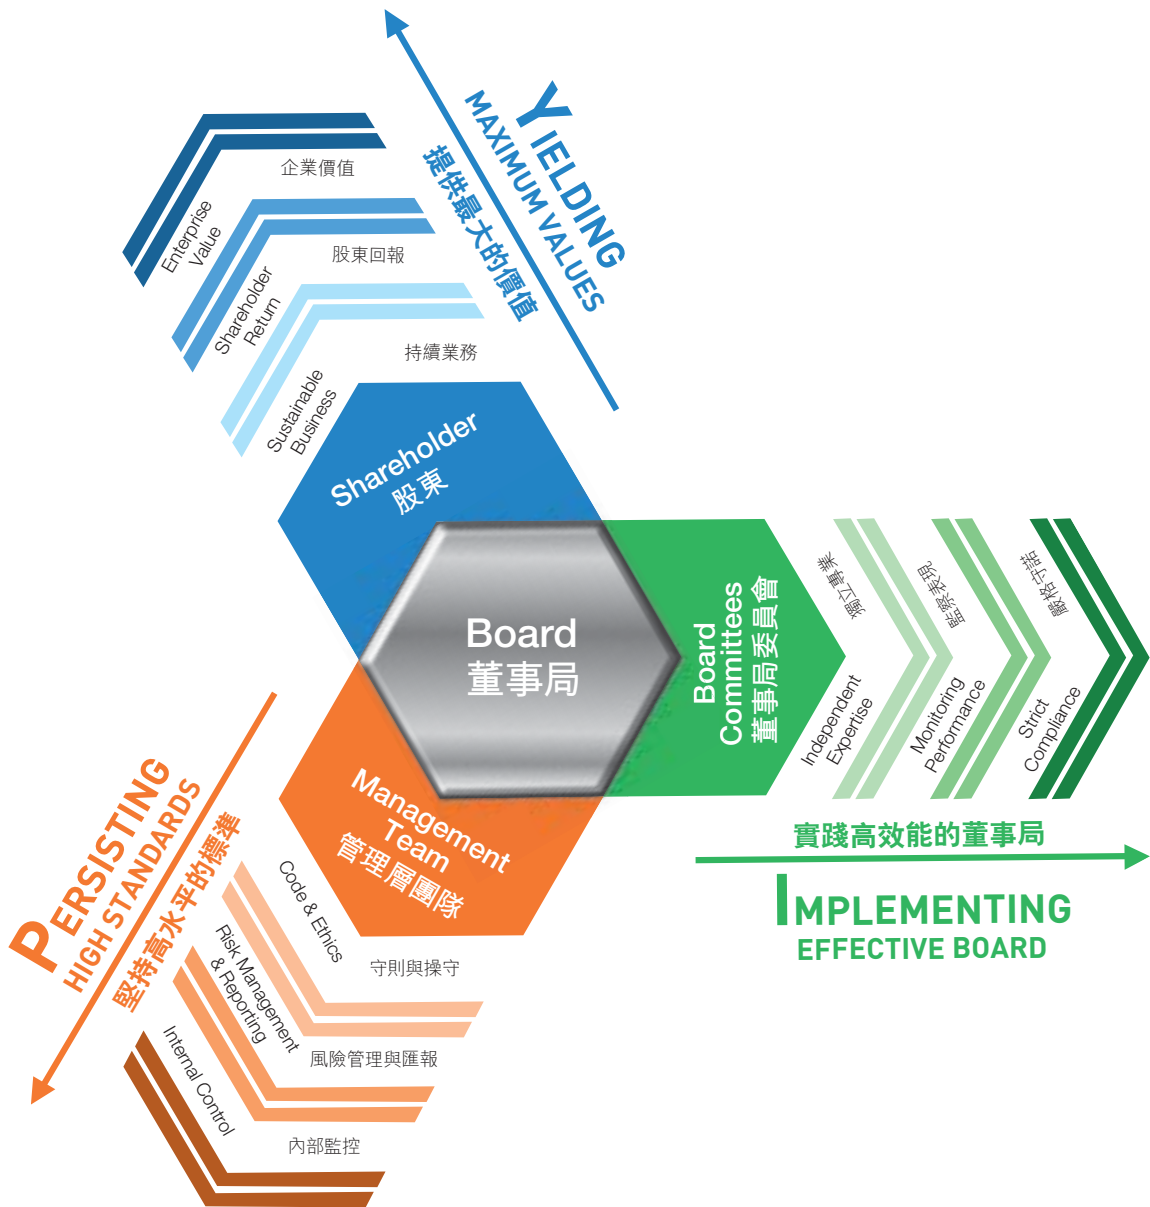 YIELDING
MAXIMUM VALUES
提供最大的價值
企業價值
Enterprise
Value
股東回報
Shareholder
Return
持續業務
Sustainable
Business
Shareholder
股東
Board
董事局
Board
Committees
董事局委員會
獨立專業
Independent
Expertise
監察表現
Monitoring
Performance
嚴格守諾
Strict
Compliance
實踐高效能的董事局
IMPLEMENTING
EFFECTIVE BOARD
Management
Team
管理層團隊
PERSISTING
HIGH STANDARDS
堅持高水平的標準
Code & Ethics
守則與操守
Risk Management
& Reporting
風險管理與匯報
Internal Control
內部監控